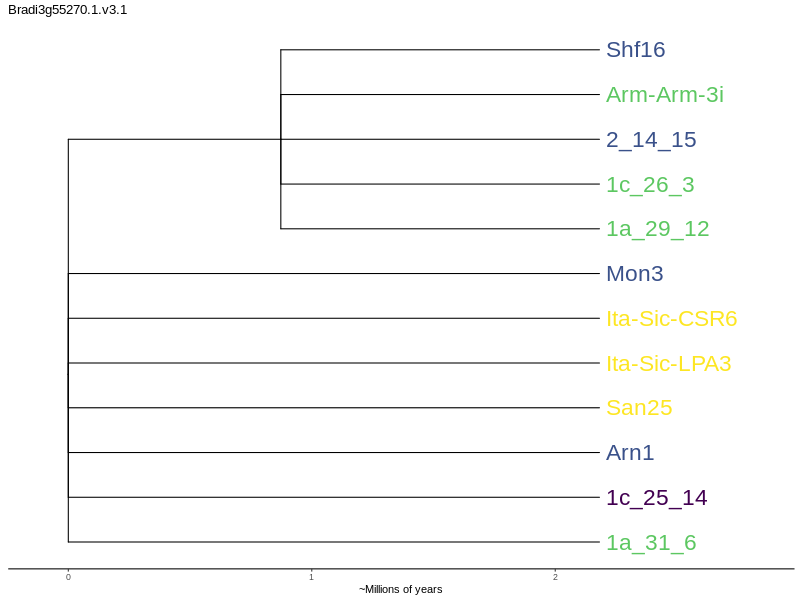 Bradi3g55270.1.v3.1
Shf16
Arm-Arm-3i
2_14_15
1c_26_3
1a_29_12
Mon3
Ita-Sic-CSR6
Ita-Sic-LPA3
San25
Arn1
1c_25_14
1a_31_6
0 1 2
~Millions of years